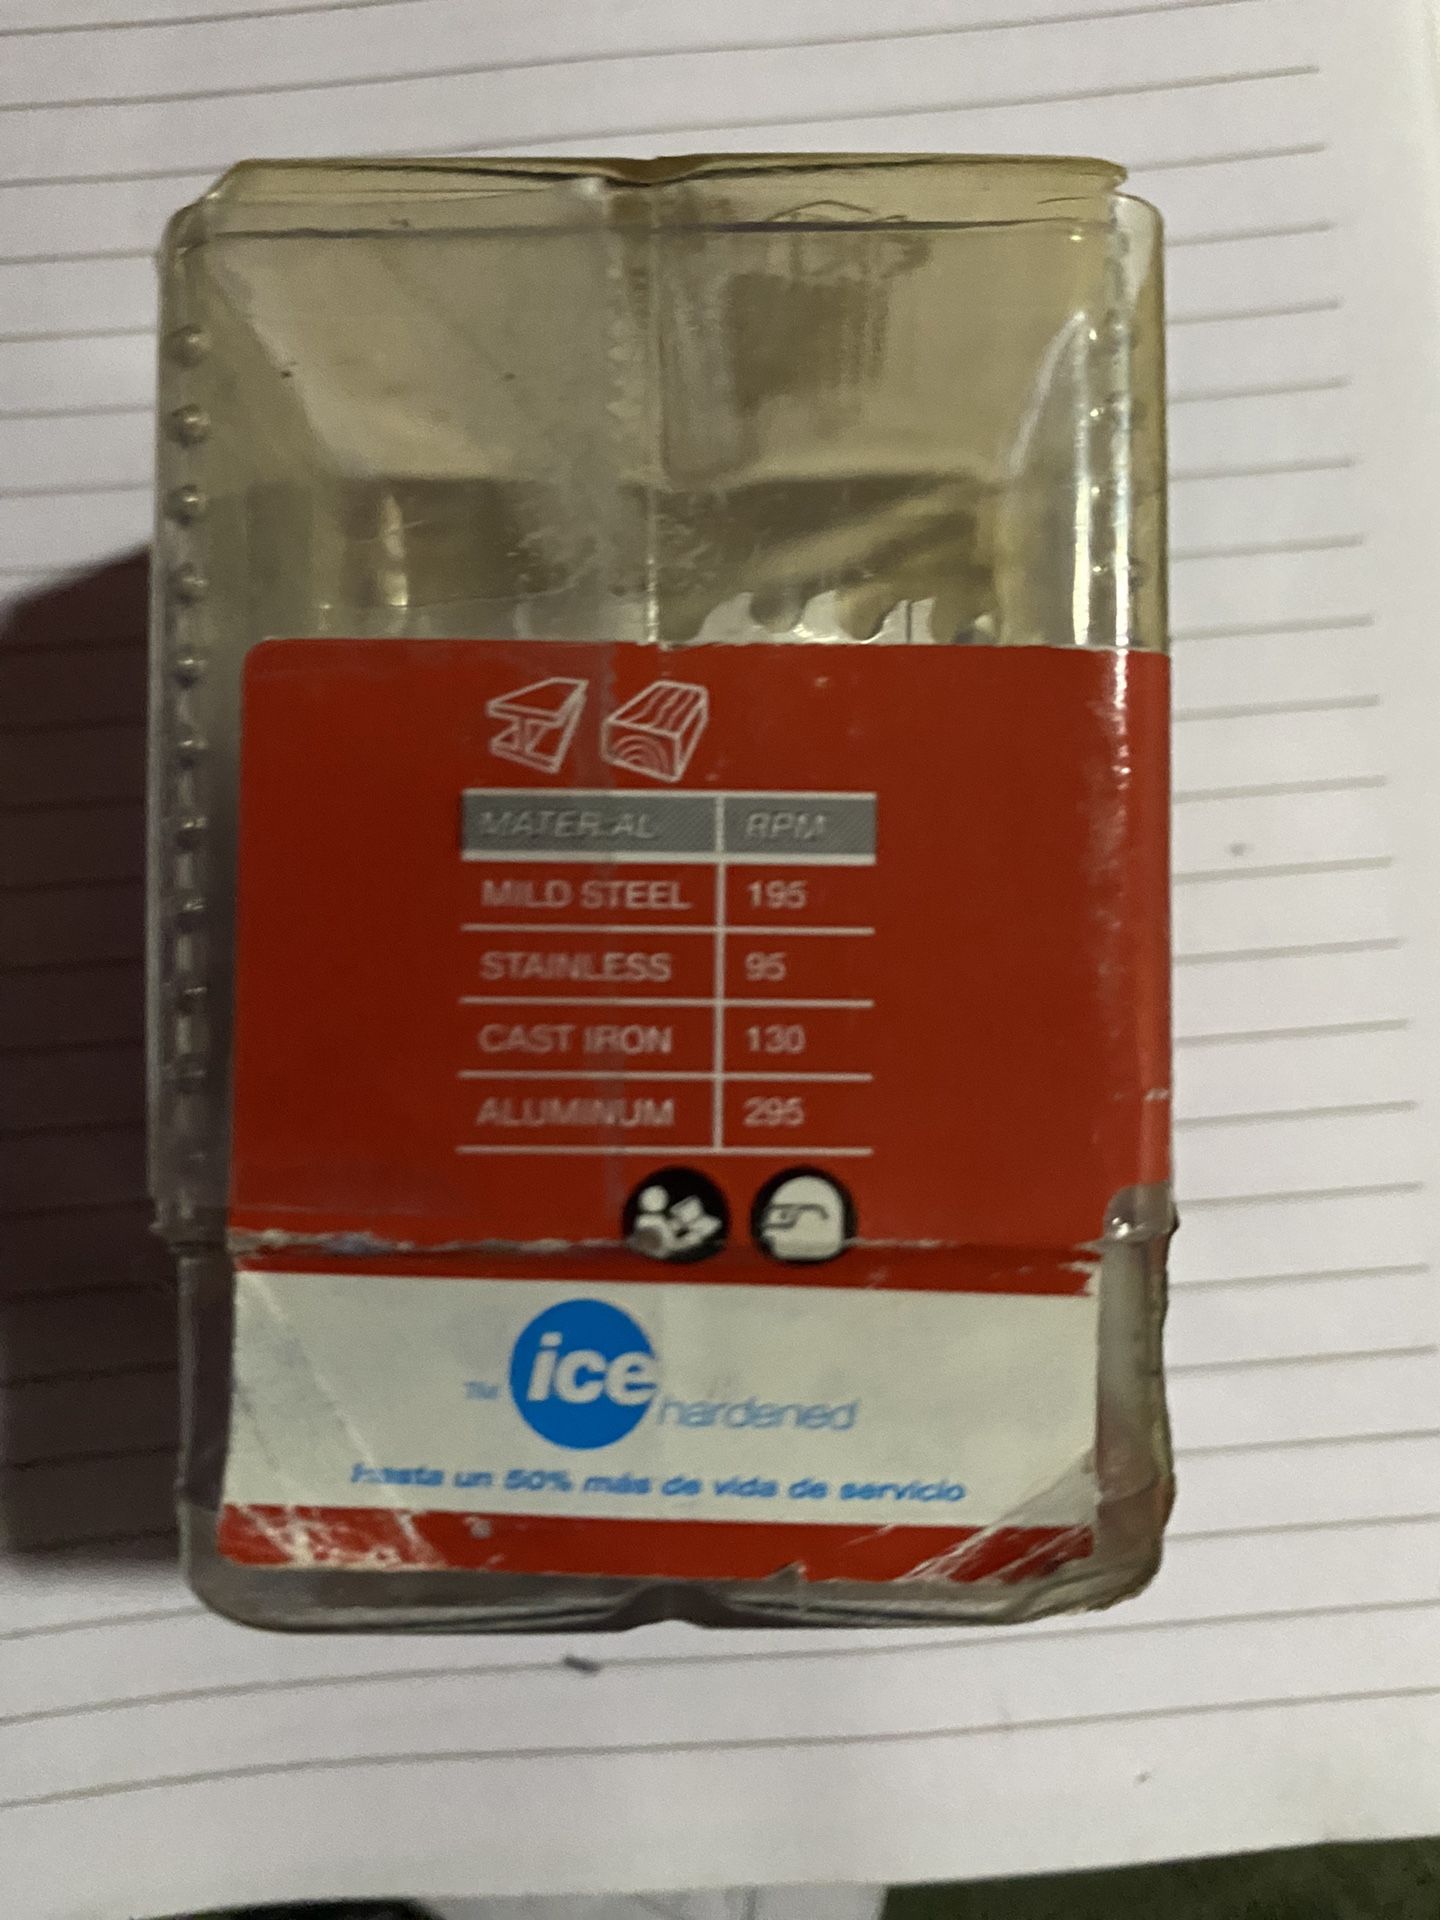 MATERIAL RPM
MILD STEEL 195
STAINLESS 95
CAST IRON 130
ALUMINUM 295
TM ice hardened
Hasta un 50% más de vida de servicio